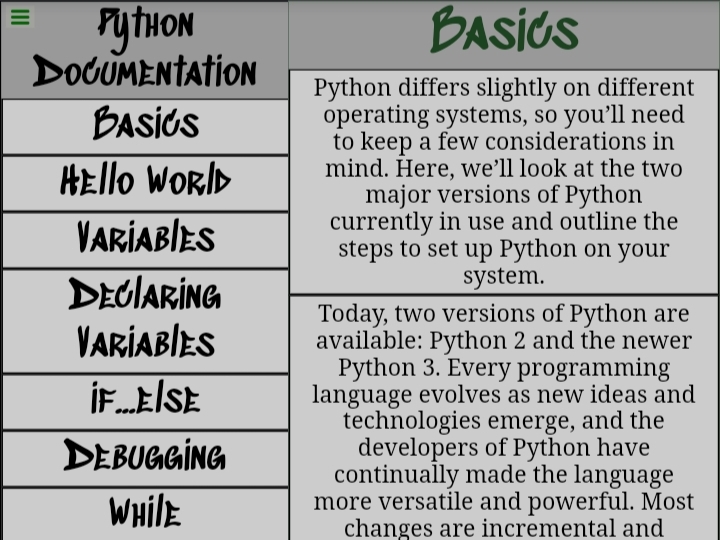 Python
Documentation
Basics
Hello World
Variables
Declaring
Variables
if...else
Debugging
While
Basics
Python differs slightly on different
operating systems, so you’ll need
to keep a few considerations in
mind. Here, we’ll look at the two
major versions of Python
currently in use and outline the
steps to set up Python on your
system.
Today, two versions of Python are
available: Python 2 and the newer
Python 3. Every programming
language evolves as new ideas and
technologies emerge, and the
developers of Python have
continually made the language
more versatile and powerful. Most
changes are incremental and